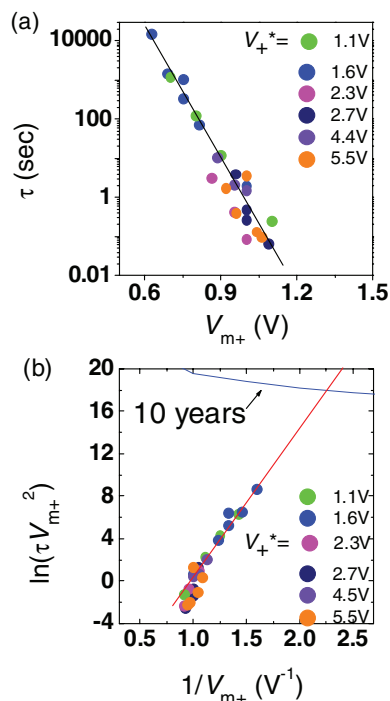 (a)
V₊* =
1.1V
1.6V
2.3V
2.7V
4.4V
5.5V
10000
100
1
0.01
τ (sec)
0.6 0.9 1.2 1.5
Vₘ₊ (V)
(b)
20
16
12
8
4
0
-4
ln(τVₘ₊²)
10 years
1.1V
1.6V
V₊* =
2.3V
2.7V
4.5V
5.5V
0.5 1.0 1.5 2.0 2.5
1/Vₘ₊ (V⁻¹)